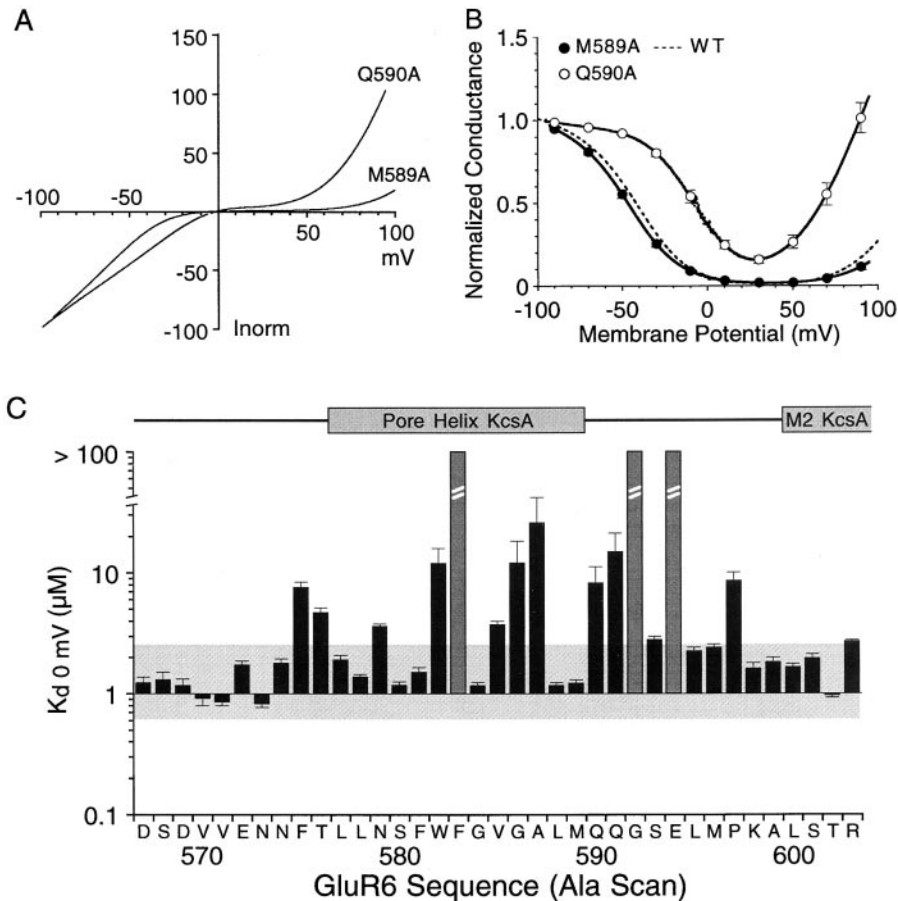 A
150
100
50
-50
-100
-100
-50
50
100
mV
Inorm
Q590A
M589A
B
M589A
WT
Q590A
Normalized Conductance
1.5
1.0
0.5
0
-100
-50
0
50
100
Membrane Potential (mV)
C
Pore Helix KcsA
M2 KcsA
Kd 0 mV (µM)
> 100
10
1
0.1
D S D V V E N N F T L L N S F W F G V G A L M Q Q G S E L M P K A L S T R
570 580 590 600
GluR6 Sequence (Ala Scan)